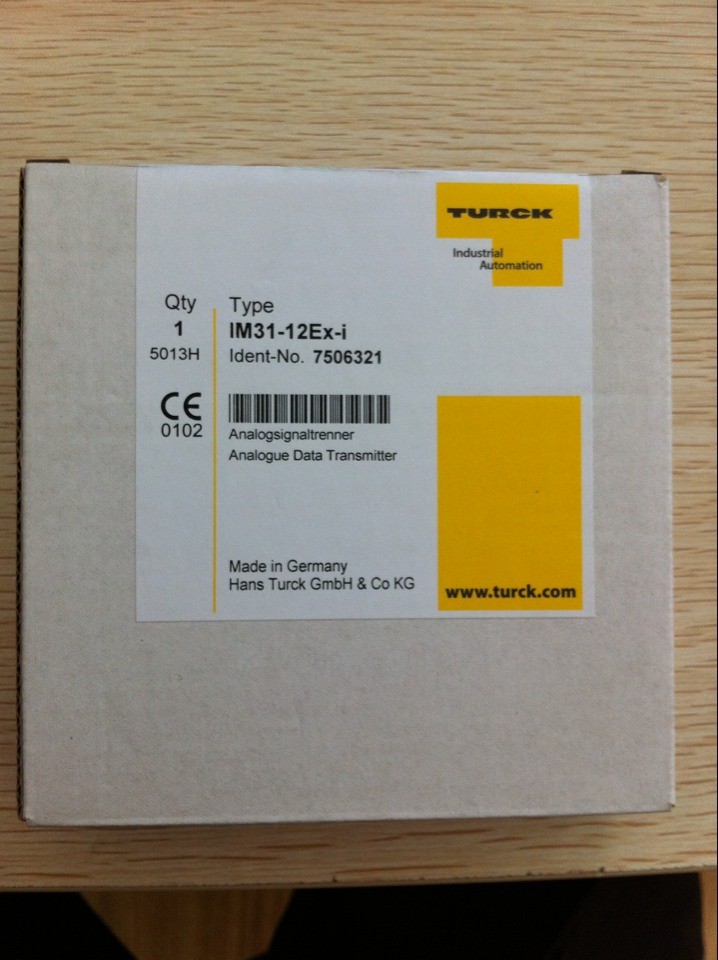 TURCK
Industrial
Automation
Qty
1
5013H
CE
0102
Type
IM31-12Ex-i
Ident-No. 7506321
Analogsignaltrenner
Analogue Data Transmitter
Made in Germany
Hans Turck GmbH & Co KG
www.turck.com